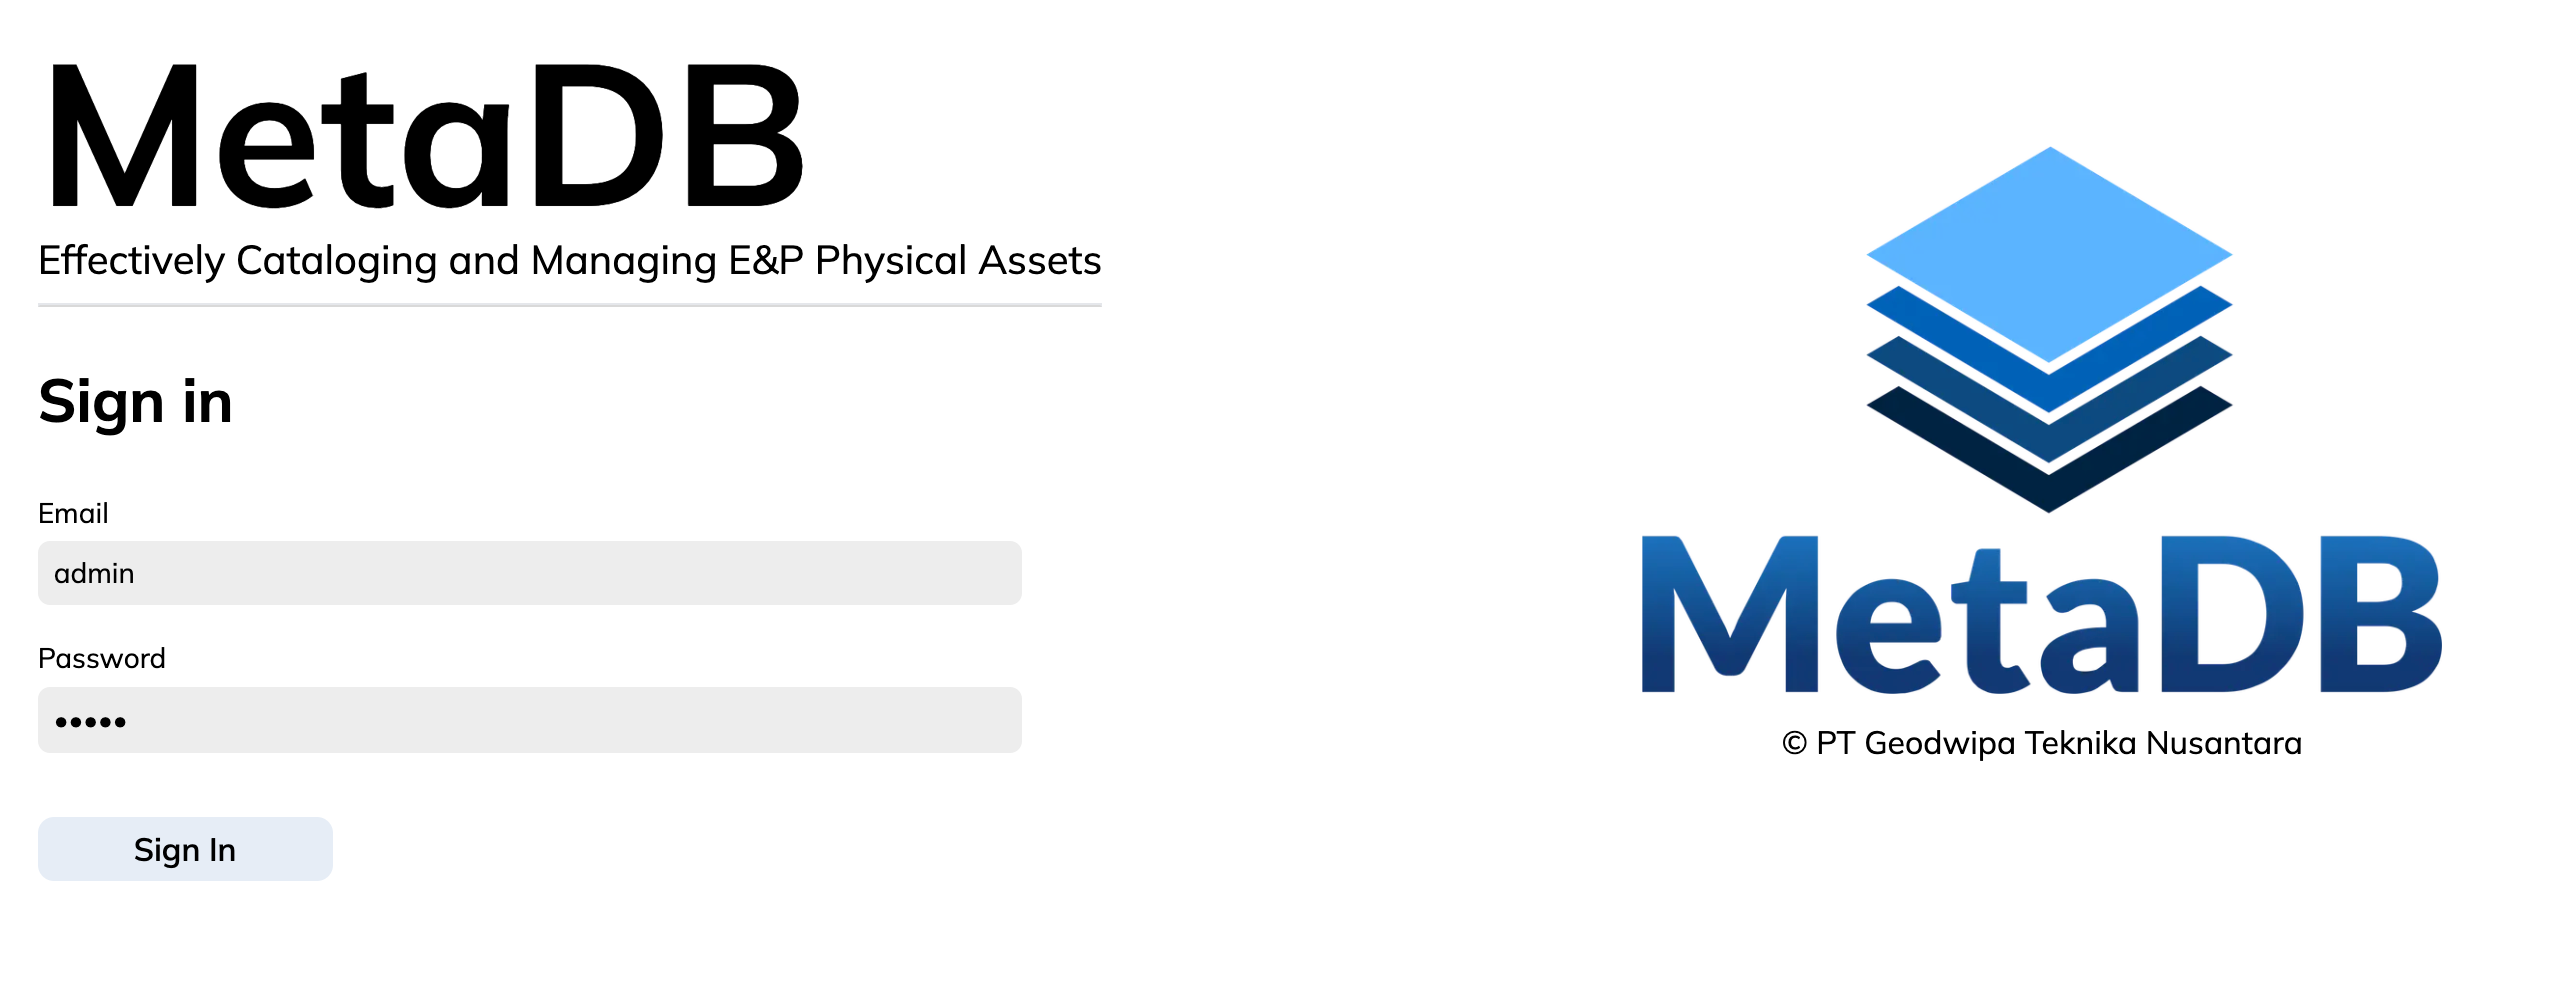 MetaDB
Effectively Cataloging and Managing E&P Physical Assets
Sign in
Email
admin
Password
•••••
Sign In
MetaDB
© PT Geodwipa Teknika Nusantara